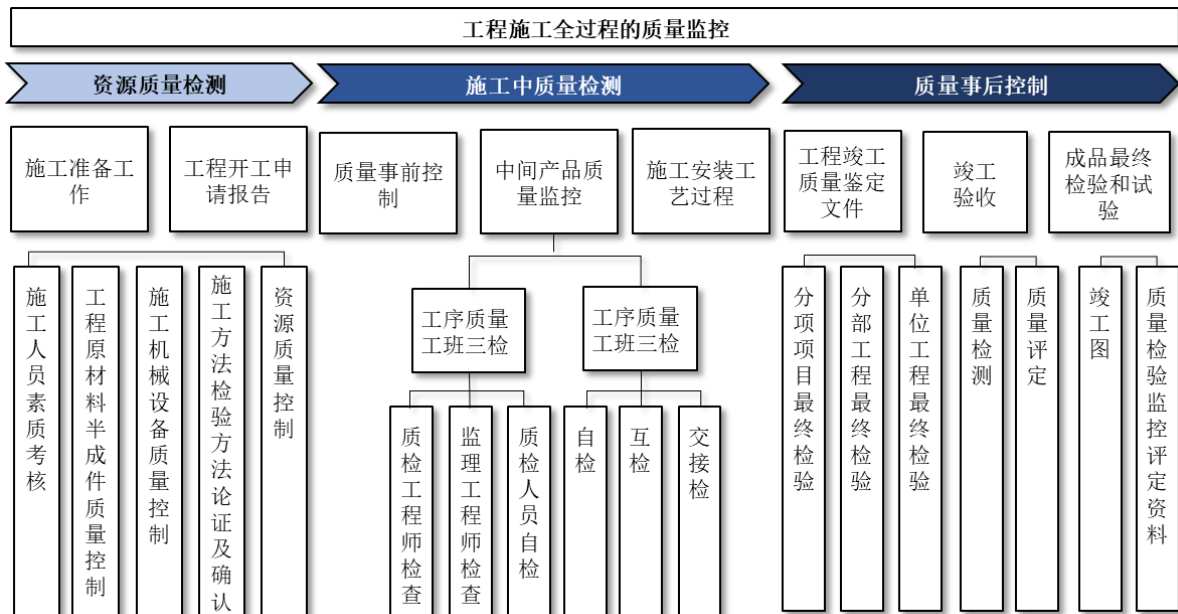 工程施工全过程的质量监控
资源质量检测
施工中质量检测
质量事后控制
施工准备工
作
工程开工申
请报告
质量事前控
制
中间产品质
量监控
施工安装工
艺过程
工程竣工
质量鉴定
文件
竣工
验收
成品最终
检验和试
验
施工人员素质考核
工程原材料半成件质量控制
施工机械设备质量控制
施工方法检验方法论证及确认
资源质量控制
工序质量
工班三检
工序质量
工班三检
质检工程师检查
监理工程师检查
质检人员自检
自检
互检
交接检
分项项目最终检验
分部工程最终检验
单位工程最终检验
质量检测
质量评定
竣工图
质量检验监控评定资料